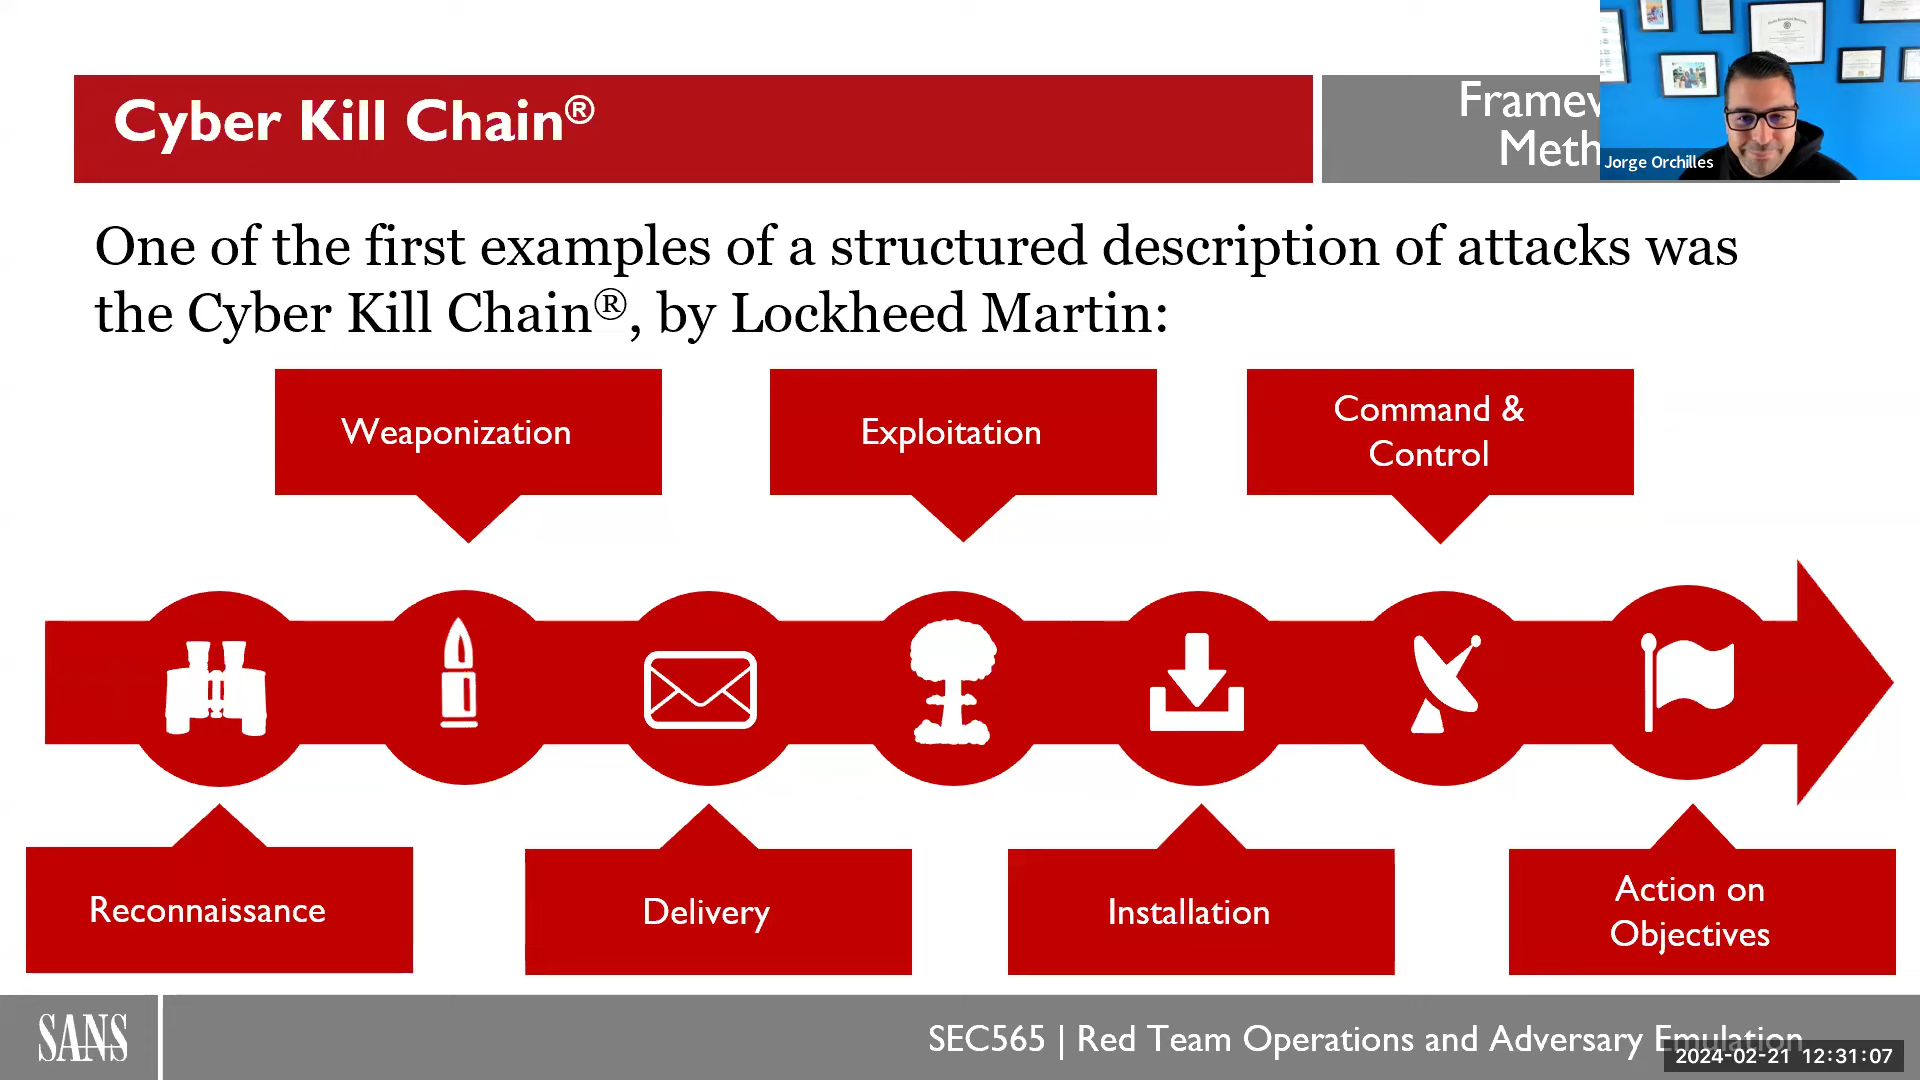 Cyber Kill Chain®
Jorge Orchilles
One of the first examples of a structured description of attacks was
the Cyber Kill Chain®, by Lockheed Martin:
Weaponization
Exploitation
Command &
Control
Reconnaissance
Delivery
Installation
Action on
Objectives
SANS
SEC565 | Red Team Operations and Adversary Emulation
2024-02-21 12:31:07